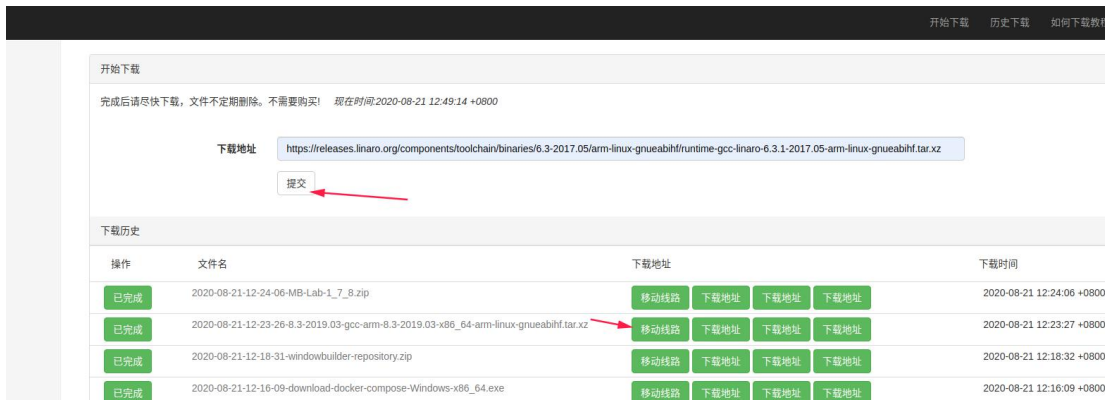 开始下载 历史下载 如何下载教程
开始下载
完成后请尽快下载，文件不定期删除。不需要购买! 现在时间:2020-08-21 12:49:14 +0800
下载地址 https://releases.linaro.org/components/toolchain/binaries/6.3-2017.05/arm-linux-gnueabihf/runtime-gcc-linaro-6.3.1-2017.05-arm-linux-gnueabihf.tar.xz
提交
下载历史
操作 文件名 下载地址 下载时间
已完成 2020-08-21-12-24-06-MB-Lab-1_7_8.zip 移动线路 下载地址 下载地址 下载地址 2020-08-21 12:24:06 +0800
已完成 2020-08-21-12-23-26-8.3-2019.03-gcc-arm-8.3-2019.03-x86_64-arm-linux-gnueabihf.tar.xz 移动线路 下载地址 下载地址 下载地址 2020-08-21 12:23:27 +0800
已完成 2020-08-21-12-18-31-windowbuilder-repository.zip 移动线路 下载地址 下载地址 下载地址 2020-08-21 12:18:32 +0800
已完成 2020-08-21-12-16-09-download-docker-compose-Windows-x86_64.exe 移动线路 下载地址 下载地址 下载地址 2020-08-21 12:16:09 +0800